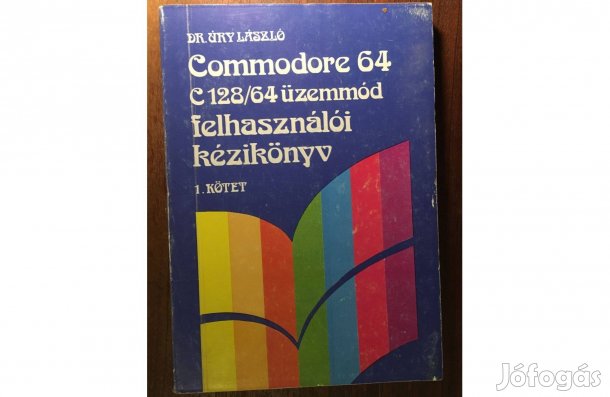 DR. ÚRY LÁSZLÓ
Commodore 64
C 128/64 üzemmód
felhasználói
kézikönyv
1. KÖTET
Jófogás